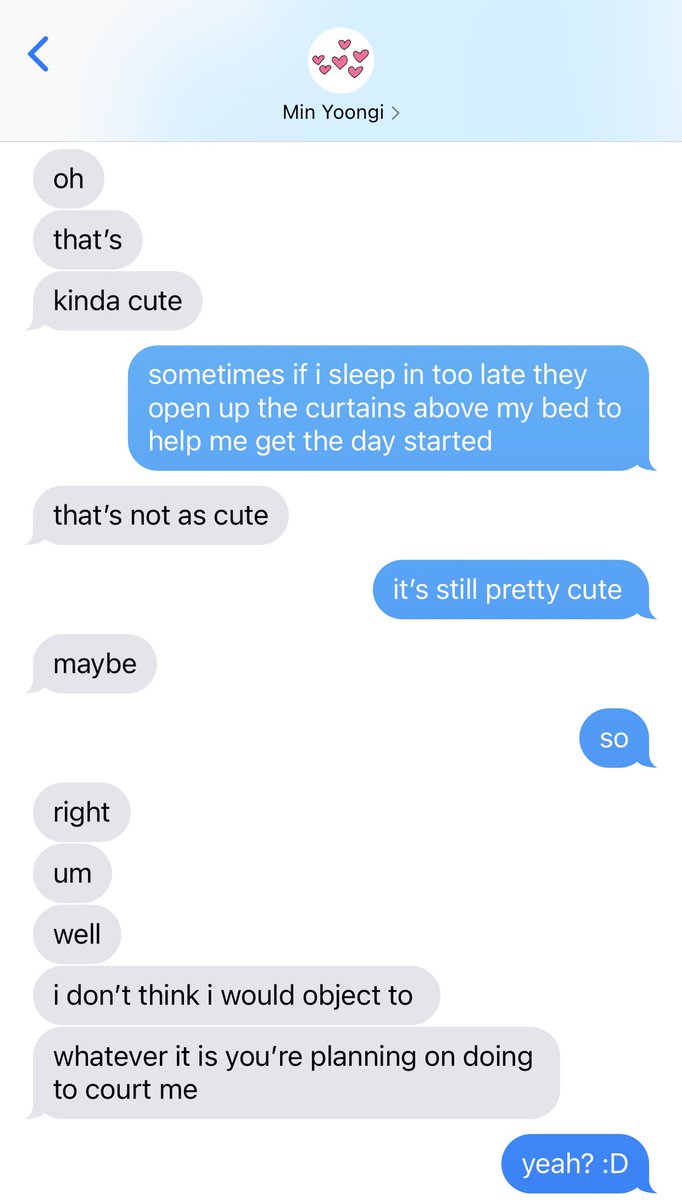 Min Yoongi
oh
that’s
kinda cute
sometimes if i sleep in too late they
open up the curtains above my bed to
help me get the day started
that’s not as cute
it’s still pretty cute
maybe
so
right
um
well
i don’t think i would object to
whatever it is you’re planning on doing
to court me
yeah? :D